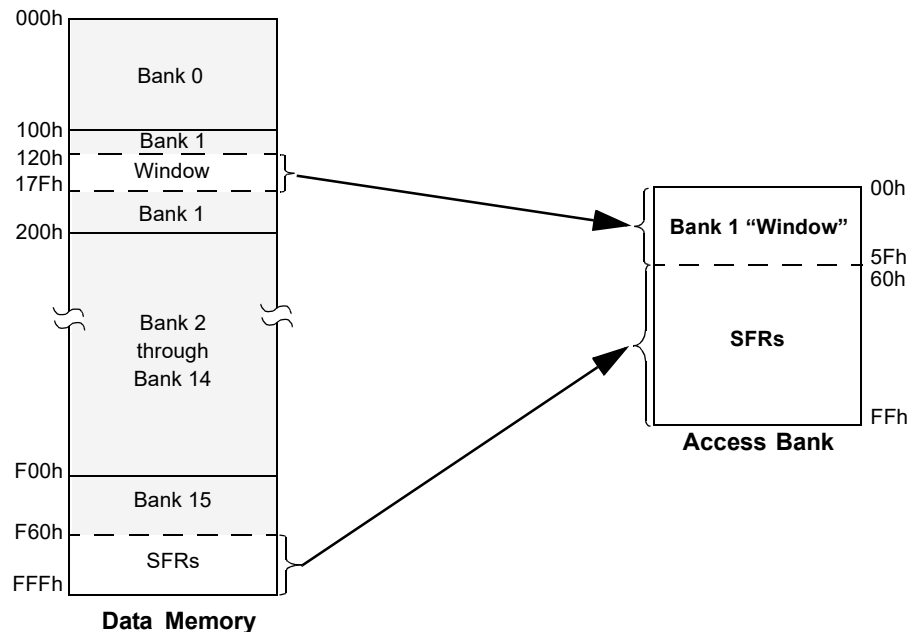 000h
Bank 0
100h
Bank 1
120h
Window
17Fh
Bank 1
200h
Bank 2
through
Bank 14
F00h
Bank 15
F60h
SFRs
FFFh
Data Memory
00h
Bank 1 “Window”
5Fh
60h
SFRs
FFh
Access Bank